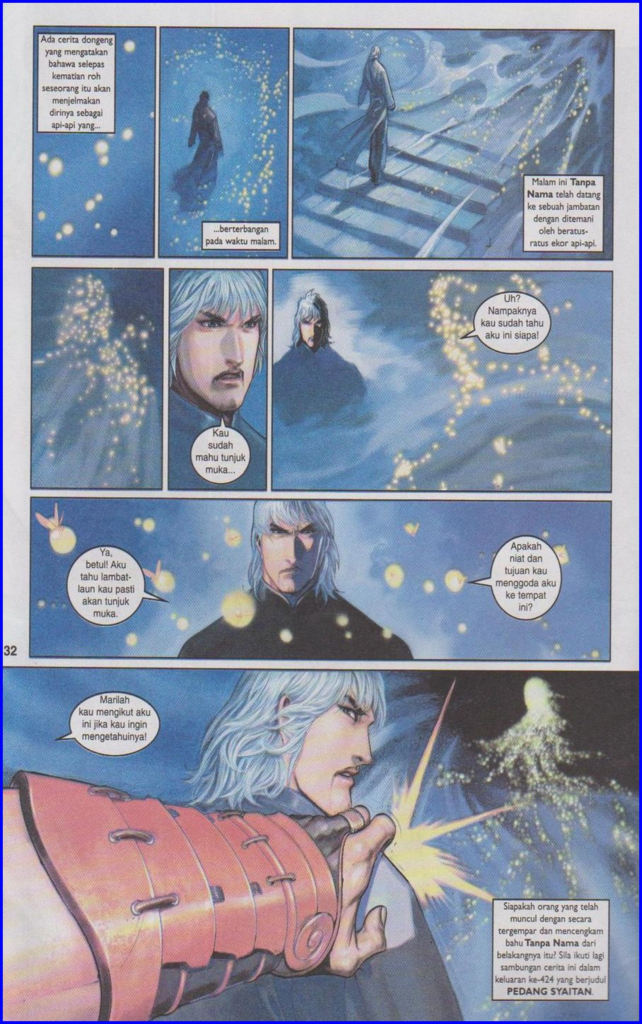 Ada cerita dongeng
yang mengatakan
bahawa selepas
kematian roh
seseorang itu akan
menjelmakan
dirinya sebagai
api-api yang...
...berterbangan
pada waktu malam.
Malam ini Tanpa
Nama telah datang
ke sebuah jambatan
dengan ditemani
oleh beratus-
ratus ekor api-api.
Kau
sudah
mahu tunjuk
muka...
Uh?
Nampaknya
kau sudah tahu
aku ini siapa!
Ya,
betul! Aku
tahu lambat-
laun kau pasti
akan tunjuk
muka.
Apakah
niat dan
tujuan kau
menggoda aku
ke tempat
ini?
32
Marilah
kau mengikut aku
ini jika kau ingin
mengetahuinya!
Siapakah orang yang telah
muncul dengan secara
tergempar dan mencengkam
bahu Tanpa Nama dari
belakangnya itu? Sila ikuti lagi
sambungan cerita ini dalam
keluaran ke-424 yang berjudul
PEDANG SYAITAN.